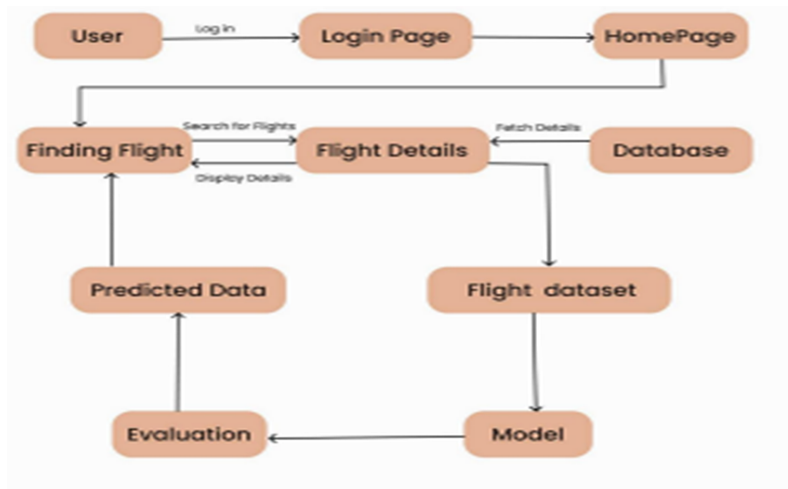 User
Log in
Login Page
HomePage
Finding Flight
Search for Flights
Display Details
Flight Details
Fetch Details
Database
Predicted Data
Flight dataset
Evaluation
Model